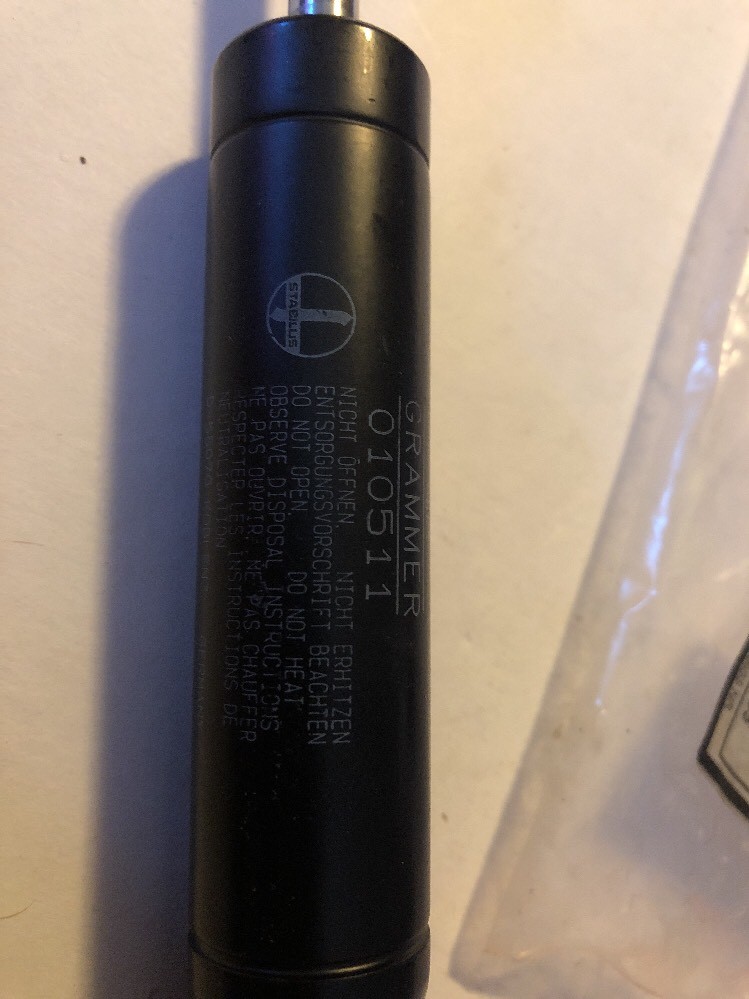 STABILUS
GRAMMER
010511
NICHT ÖFFNEN NICHT ERHITZEN
ENTSORGUNGSVORSCHRIFT BEACHTEN
DO NOT OPEN DO NOT HEAT
OBSERVE DISPOSAL INSTRUCTIONS
NE PAS OUVRIR NE PAS CHAUFFER
RESPECTER LES INSTRUCTIONS DE
NEUTRALISATION